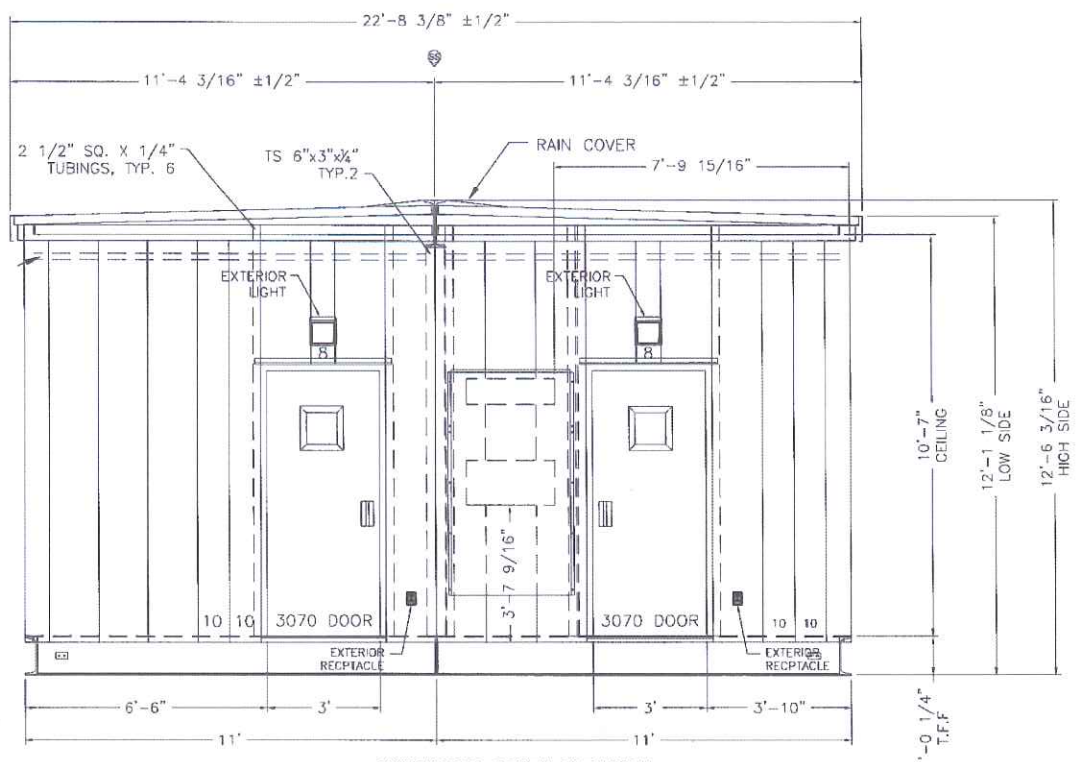 22'-8 3/8" ±1/2"
SS
11'-4 3/16" ±1/2"
11'-4 3/16" ±1/2"
2 1/2" SQ. X 1/4"
TUBINGS, TYP. 6
TS 6"x3"x¼"
TYP.2
RAIN COVER
7'-9 15/16"
EXTERIOR
LIGHT
EXTERIOR
LIGHT
8
8
10'-7"
CEILING
12'-1 1/8"
LOW SIDE
12'-6 3/16"
HIGH SIDE
3'-7 9/16"
10 10
3070 DOOR
3070 DOOR
10 10
EXTERIOR
RECPTACLE
EXTERIOR
RECPTACLE
6'-6"
3'
3'
3'-10"
'-0 1/4"
T.F.F
11'
11'